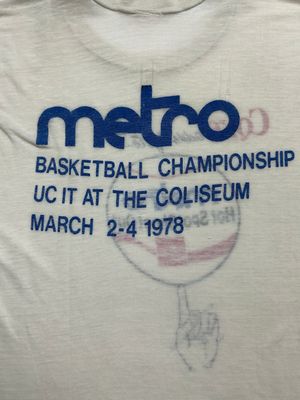 metro
BASKETBALL CHAMPIONSHIP
UC IT AT THE COLISEUM
MARCH 2-4 1978